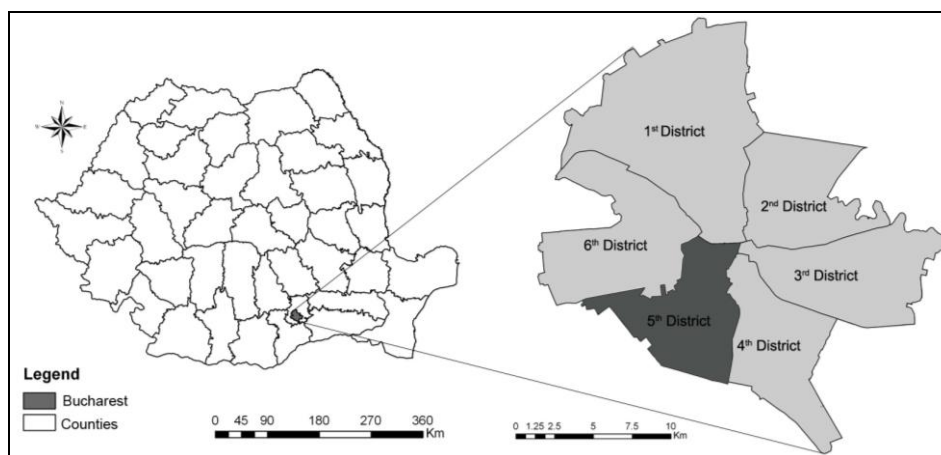 N
W E
S
1st District
2nd District
6th District
3rd District
5th District
4th District
Legend
Bucharest
Counties
0 45 90 180 270 360
Km
0 1.25 2.5 5 7.5 10
Km